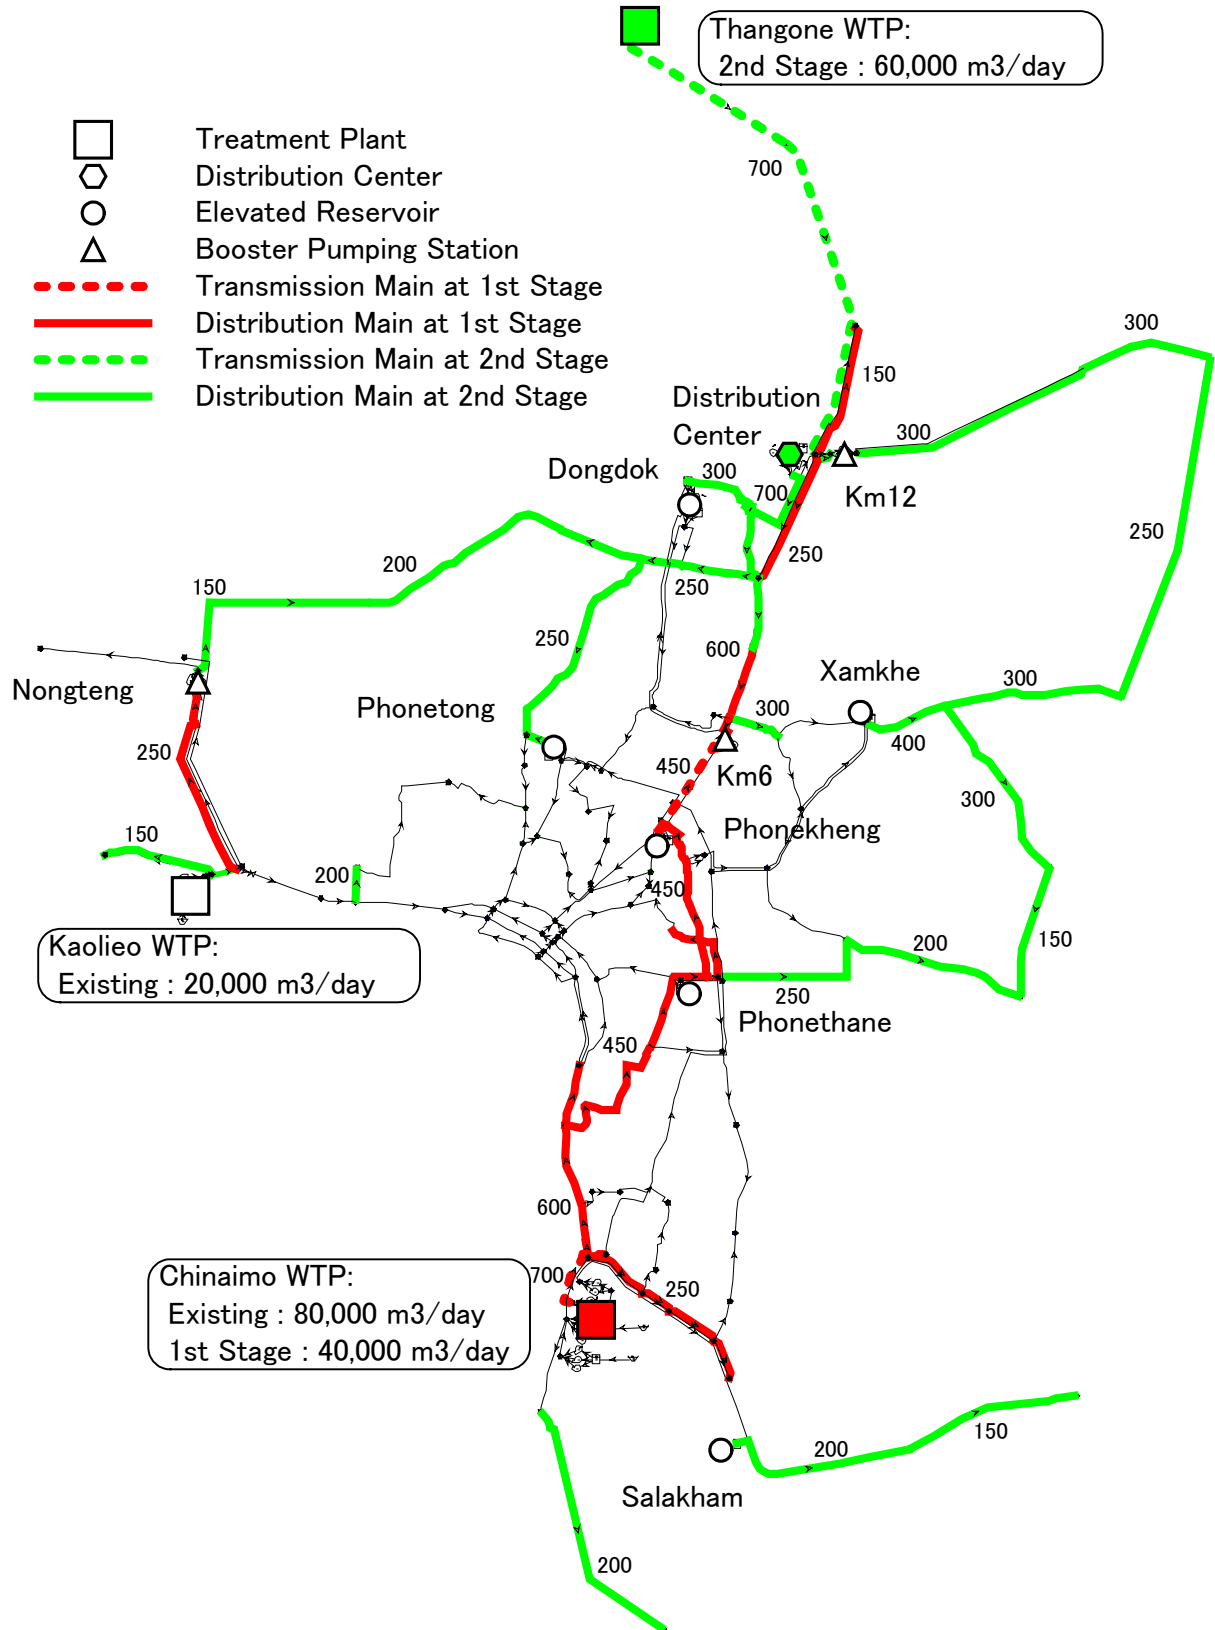 Thangone WTP:
2nd Stage : 60,000 m3/day
Treatment Plant
Distribution Center
Elevated Reservoir
Booster Pumping Station
Transmission Main at 1st Stage
Distribution Main at 1st Stage
Transmission Main at 2nd Stage
Distribution Main at 2nd Stage
700
300
150
Distribution
Center
300
Dongdok
300
700
Km12
250
250
200
250
150
250
600
Xamkhe
300
Nongteng
Phonetong
300
400
250
450
Km6
300
Phonekheng
150
200
450
200
150
Kaolieo WTP:
Existing : 20,000 m3/day
250
Phonethane
450
600
Chinaimo WTP:
Existing : 80,000 m3/day
1st Stage : 40,000 m3/day
700
250
200
150
Salakham
200